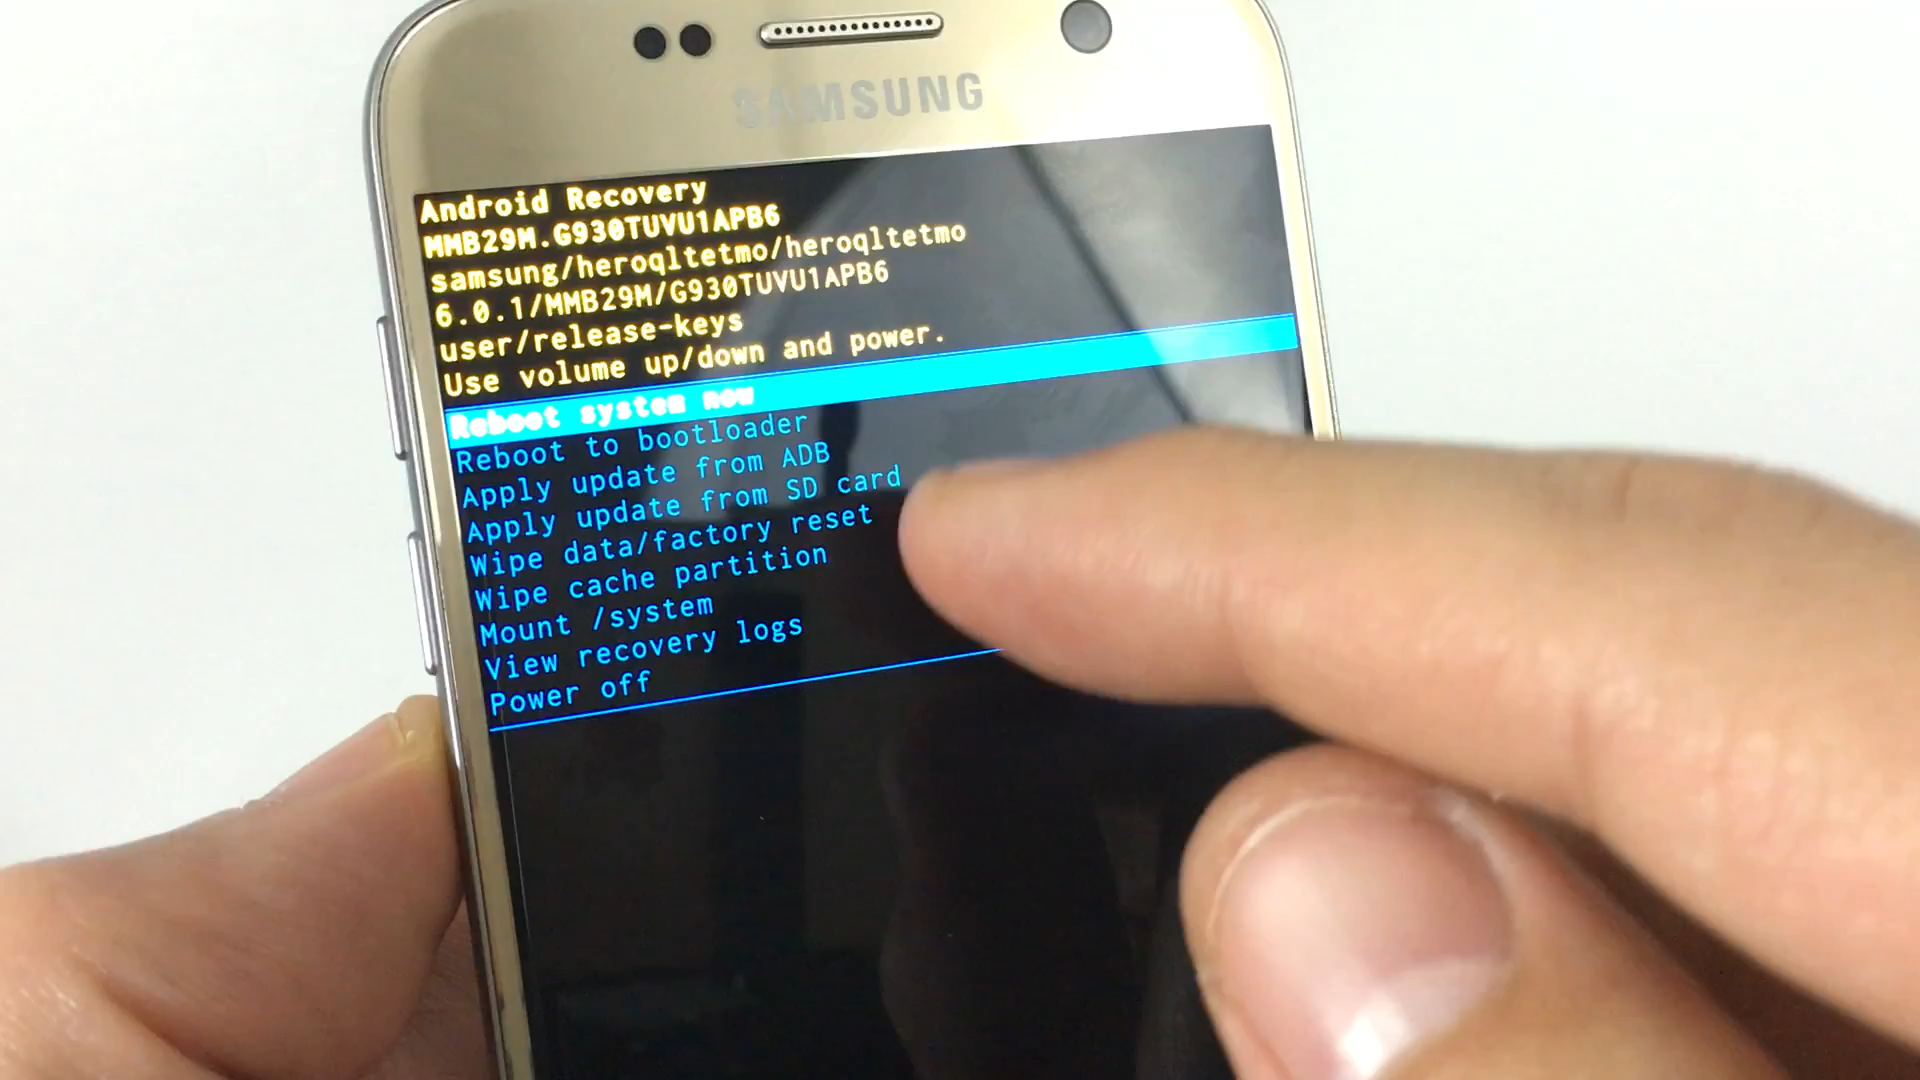 SAMSUNG
Android Recovery
MMB29M.G930TUVU1APB6
samsung/heroqltetmo/heroqltetmo
6.0.1/MMB29M/G930TUVU1APB6
user/release-keys
Use volume up/down and power.
Reboot system now
Reboot to bootloader
Apply update from ADB
Apply update from SD card
Wipe data/factory reset
Wipe cache partition
Mount /system
View recovery logs
Power off